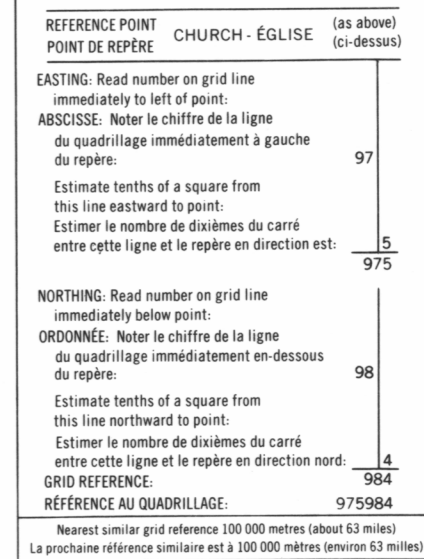 REFERENCE POINT CHURCH - ÉGLISE (as above)
POINT DE REPÈRE (ci-dessus)
EASTING: Read number on grid line
immediately to left of point:
ABSCISSE: Noter le chiffre de la ligne
du quadrillage immédiatement à gauche
du repère: 97
Estimate tenths of a square from
this line eastward to point:
Estimer le nombre de dixièmes du carré
entre cette ligne et le repère en direction est: 5
975
NORTHING: Read number on grid line
immediately below point:
ORDONNÉE: Noter le chiffre de la ligne
du quadrillage immédiatement en-dessous
du repère: 98
Estimate tenths of a square from
this line northward to point:
Estimer le nombre de dixièmes du carré
entre cette ligne et le repère en direction nord: 4
GRID REFERENCE: 984
RÉFÉRENCE AU QUADRILLAGE: 975984
Nearest similar grid reference 100 000 metres (about 63 miles)
La prochaine référence similaire est à 100 000 mètres (environ 63 milles)